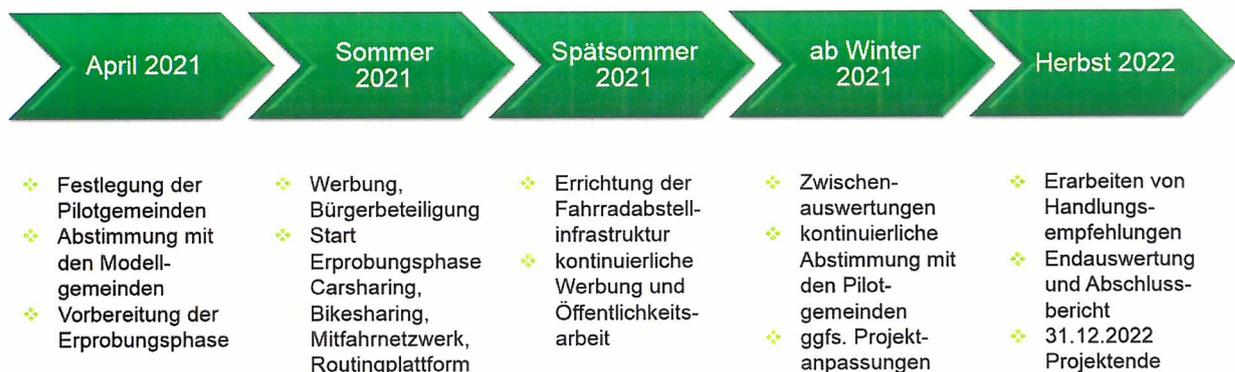 April 2021
Sommer
2021
Spätsommer
2021
ab Winter
2021
Herbst 2022
Festlegung der
Pilotgemeinden
Abstimmung mit
den Modell-
gemeinden
Vorbereitung der
Erprobungsphase
Werbung,
Bürgerbeteiligung
Start
Erprobungsphase
Carsharing,
Bikesharing,
Mitfahrnetzwerk,
Routingplattform
Errichtung der
Fahrradabstell-
infrastruktur
kontinuierliche
Werbung und
Öffentlichkeits-
arbeit
Zwischen-
auswertungen
kontinuierliche
Abstimmung mit
den Pilot-
gemeinden
ggfs. Projekt-
anpassungen
Erarbeiten von
Handlungs-
empfehlungen
Endauswertung
und Abschluss-
bericht
31.12.2022
Projektende